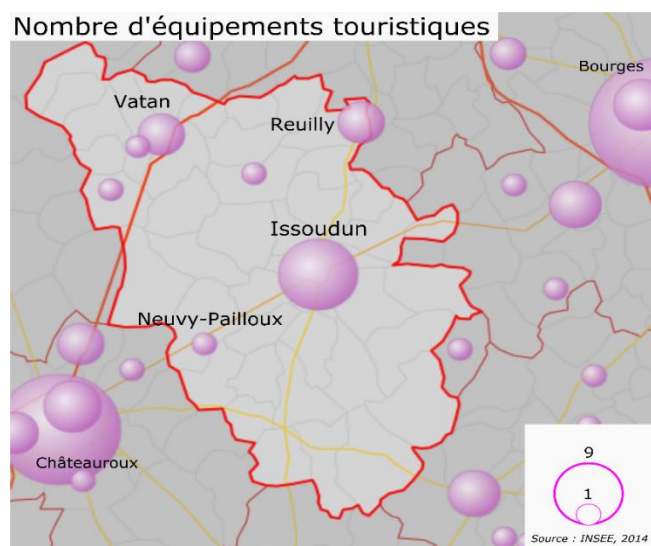 Nombre d'équipements touristiques
Bourges
Vatan
Reuilly
Issoudun
Neuvy-Pailloux
Châteauroux
9
1
Source : INSEE, 2014